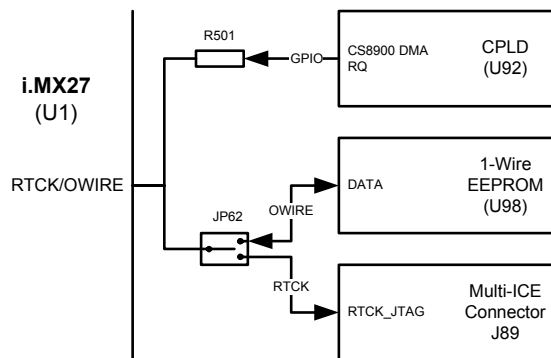 R501
i.MX27
(U1)
GPIO
CS8900 DMA
RQ
CPLD
(U92)
RTCK/OWIRE
JP62
OWIRE
DATA
1-Wire
EEPROM
(U98)
RTCK
RTCK_JTAG
Multi-ICE
Connector
J89